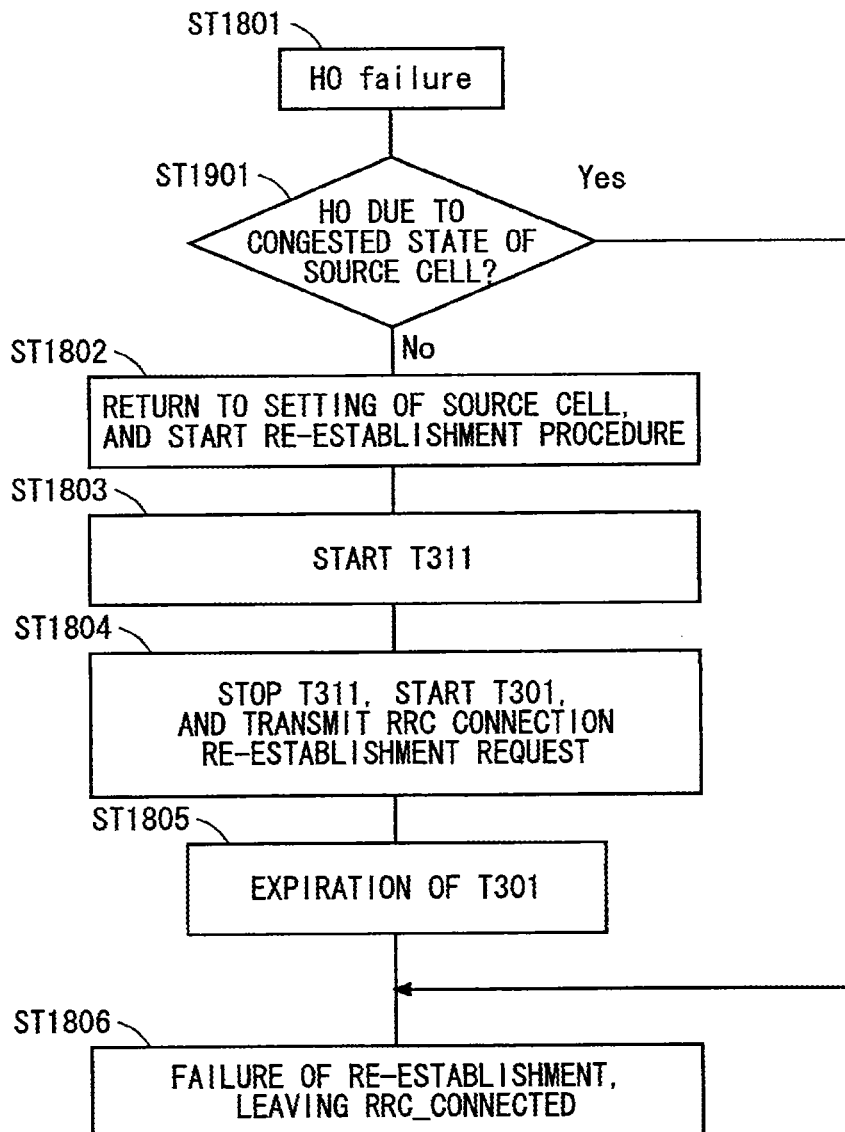 ST1801
HO failure
ST1901
Yes
HO DUE TO
CONGESTED STATE OF
SOURCE CELL?
No
ST1802
RETURN TO SETTING OF SOURCE CELL,
AND START RE-ESTABLISHMENT PROCEDURE
ST1803
START T311
ST1804
STOP T311, START T301,
AND TRANSMIT RRC CONNECTION
RE-ESTABLISHMENT REQUEST
ST1805
EXPIRATION OF T301
ST1806
FAILURE OF RE-ESTABLISHMENT,
LEAVING RRC_CONNECTED